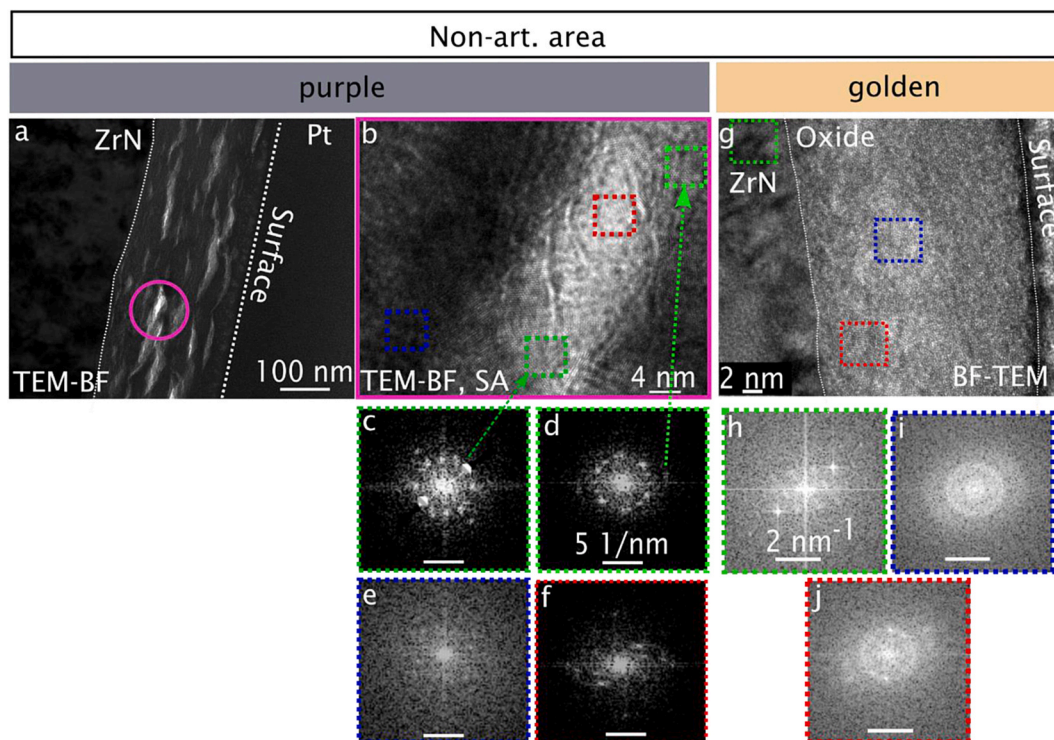 Non-art. area
purple
golden
a
ZrN
Pt
Surface
TEM-BF
100 nm
b
TEM-BF, SA
4 nm
g
Oxide
ZrN
Surface
2 nm
BF-TEM
c
d
5 1/nm
h
2 nm-1
i
e
f
j